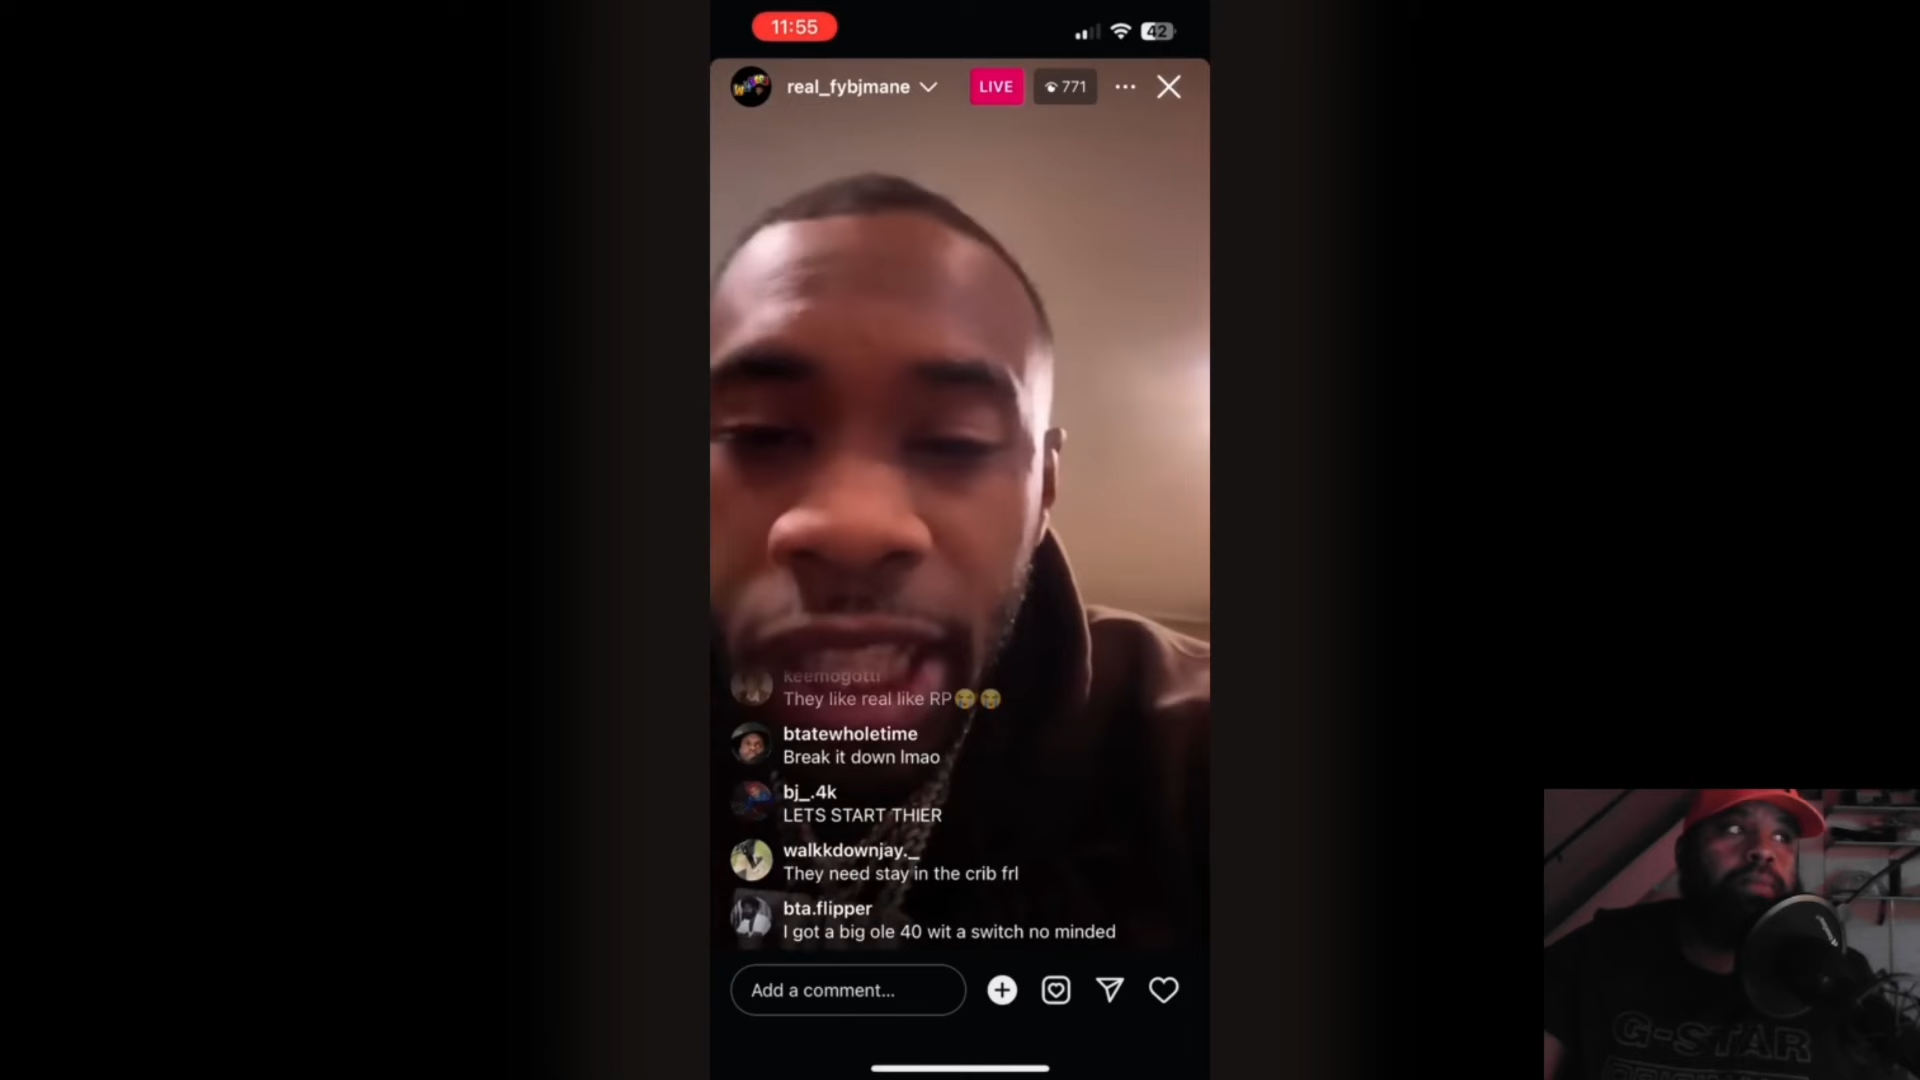 11:55
42
real_fybjmane
LIVE
771
keemogotti
They like real like RP😭😭
btatewholetime
Break it down lmao
bj_.4k
LETS START THIER
walkkdownjay._
They need stay in the crib frl
bta.flipper
I got a big ole 40 wit a switch no minded
Add a comment...
G-STAR